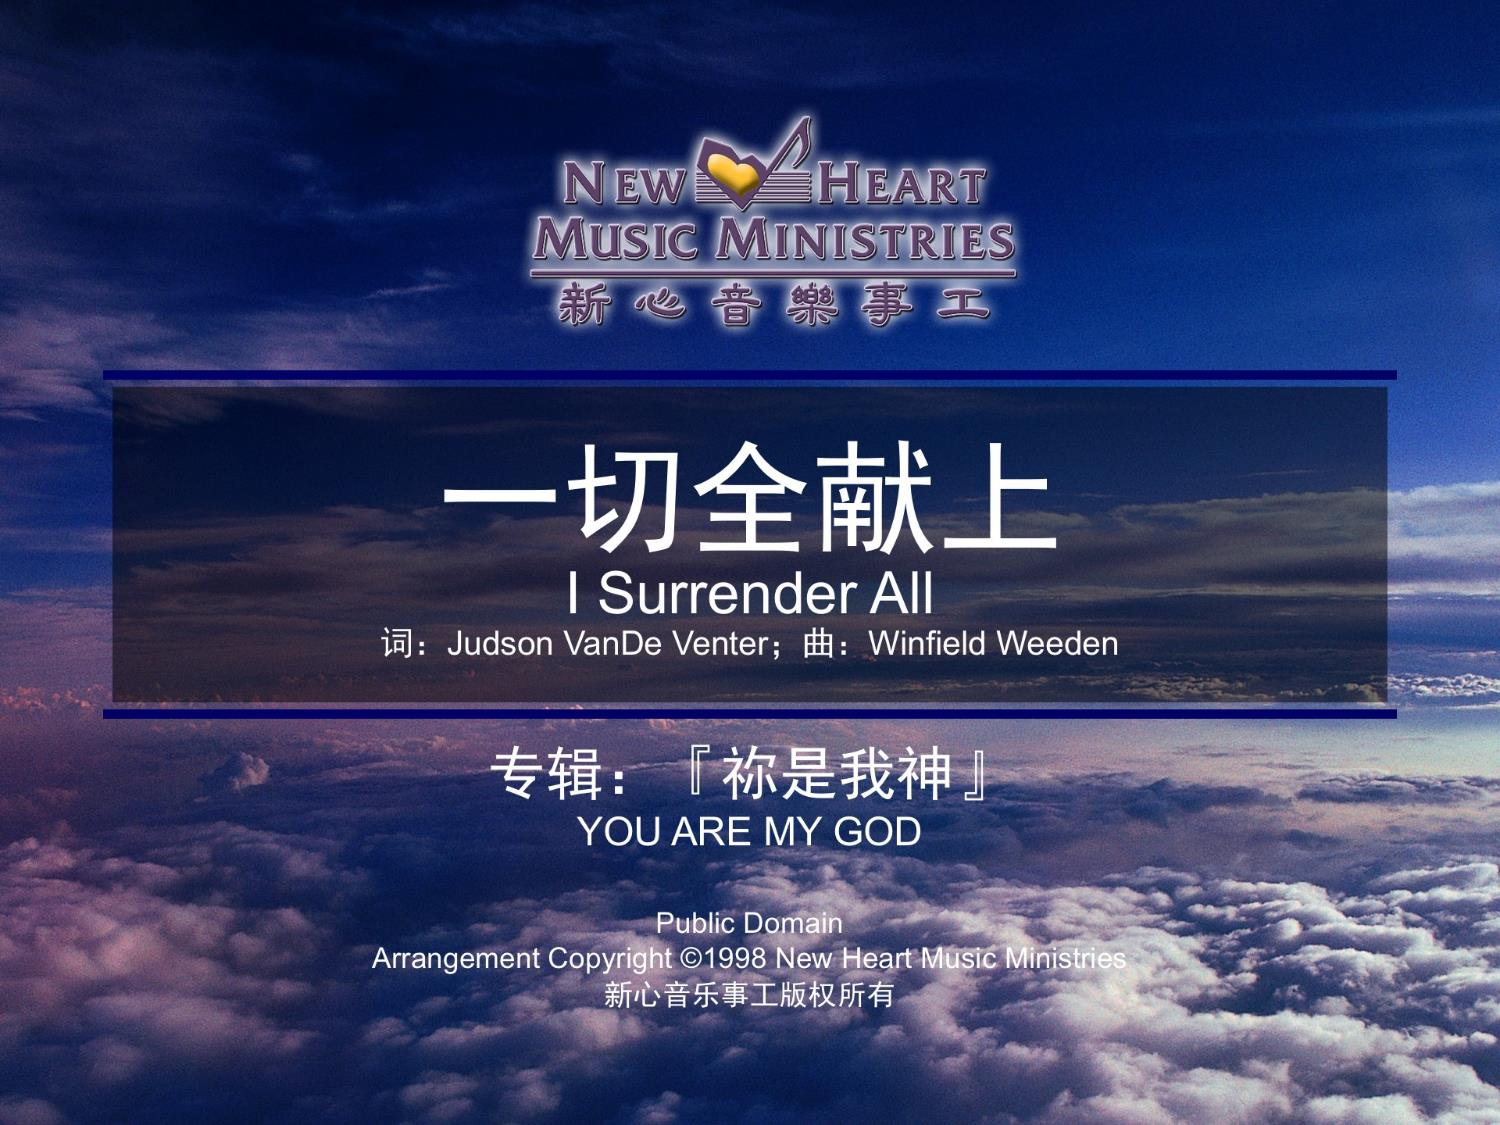 NEW HEART
MUSIC MINISTRIES
新心音樂事工
一切全献上
I Surrender All
词：Judson VanDe Venter；曲：Winfield Weeden
专辑：『祢是我神』
YOU ARE MY GOD
Public Domain
Arrangement Copyright ©1998 New Heart Music Ministries
新心音乐事工版权所有